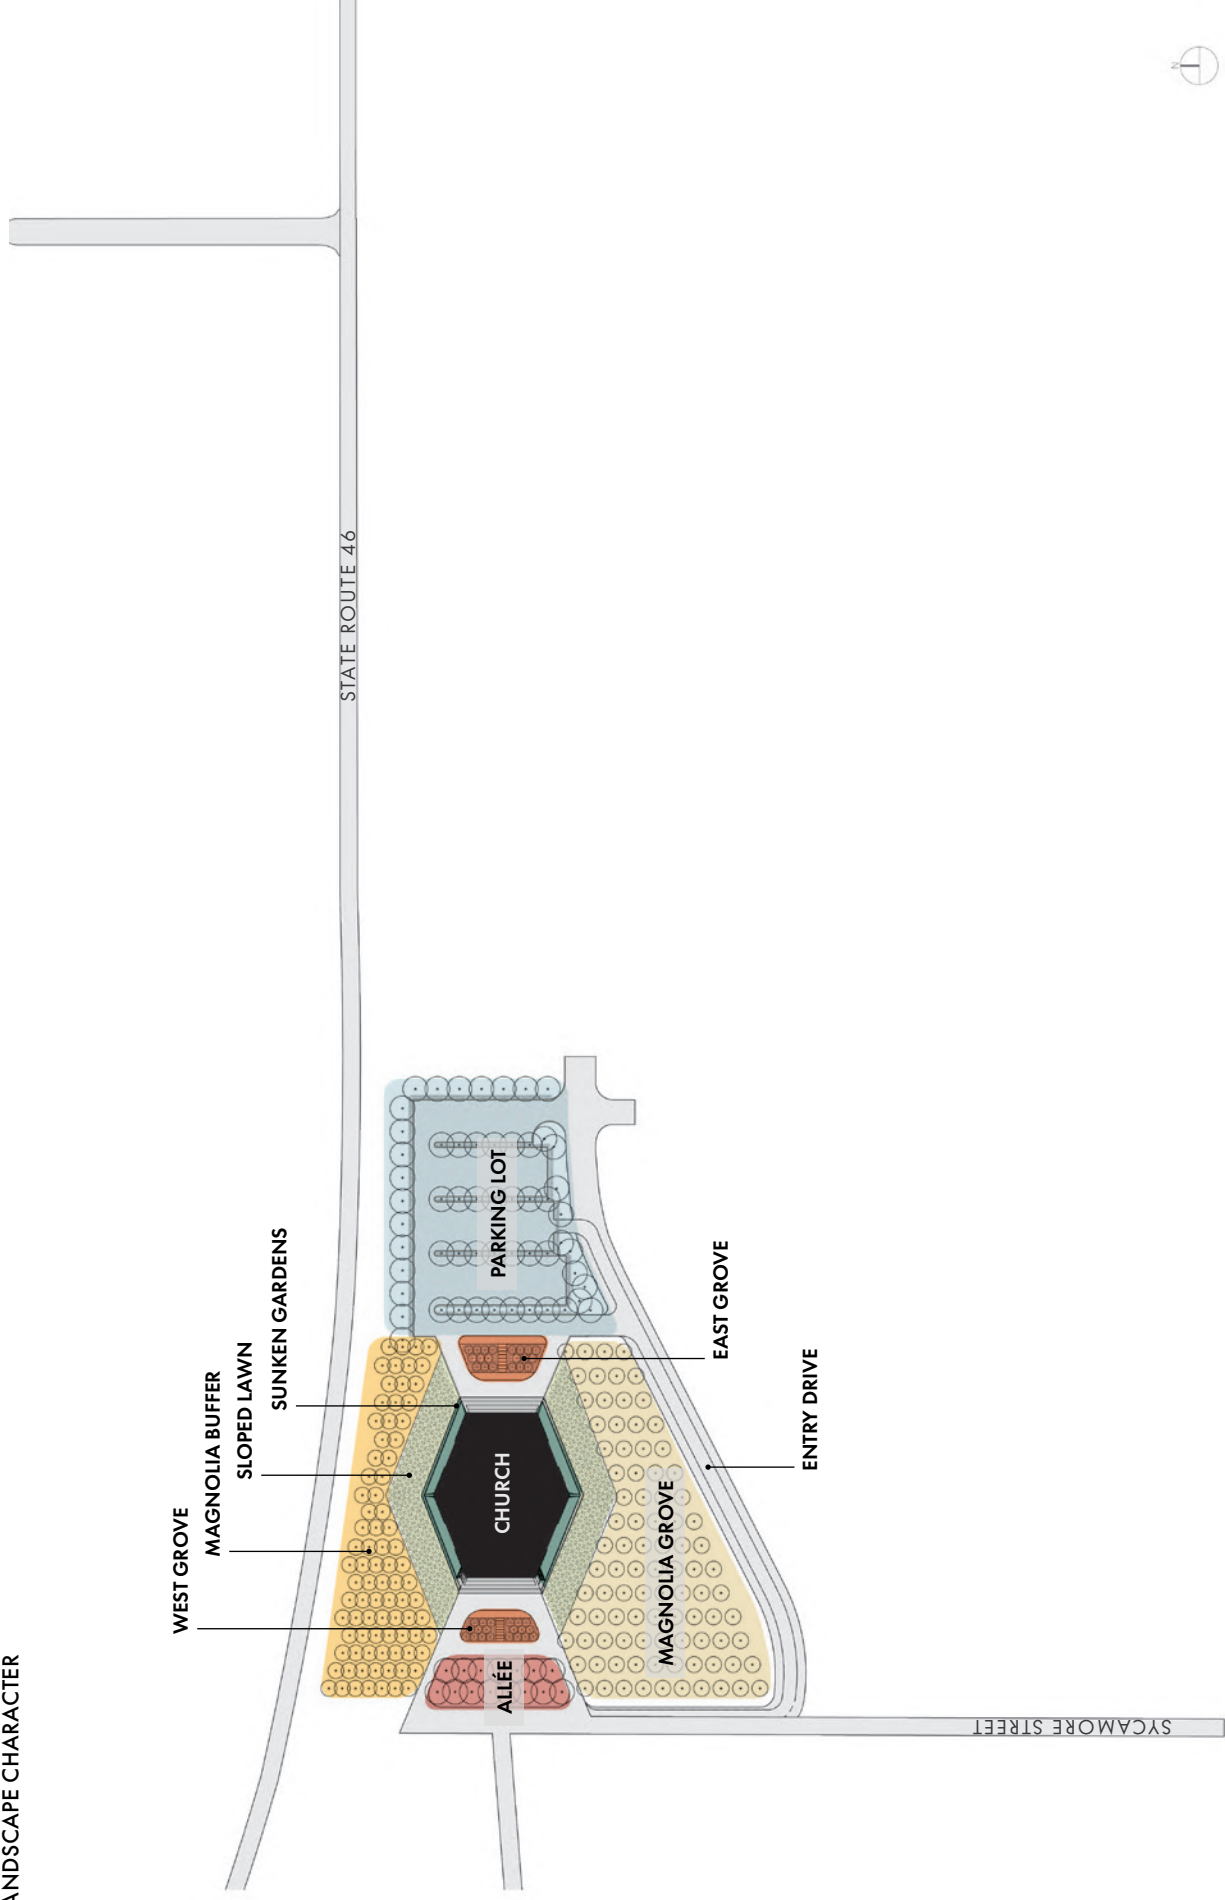 LANDSCAPE CHARACTER
STATE ROUTE 46
WEST GROVE
MAGNOLIA BUFFER
SLOPED LAWN
SUNKEN GARDENS
ALLÉE
CHURCH
PARKING LOT
EAST GROVE
MAGNOLIA GROVE
ENTRY DRIVE
SYCAMORE STREET
N